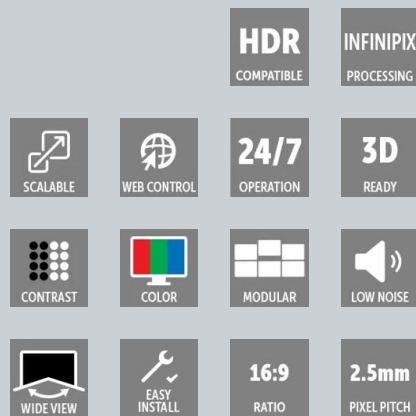 HDR
COMPATIBLE
INFINIPIX
PROCESSING
SCALABLE
WEB CONTROL
24/7
OPERATION
3D
READY
CONTRAST
COLOR
MODULAR
LOW NOISE
WIDE VIEW
EASY
INSTALL
16:9
RATIO
2.5mm
PIXEL PITCH